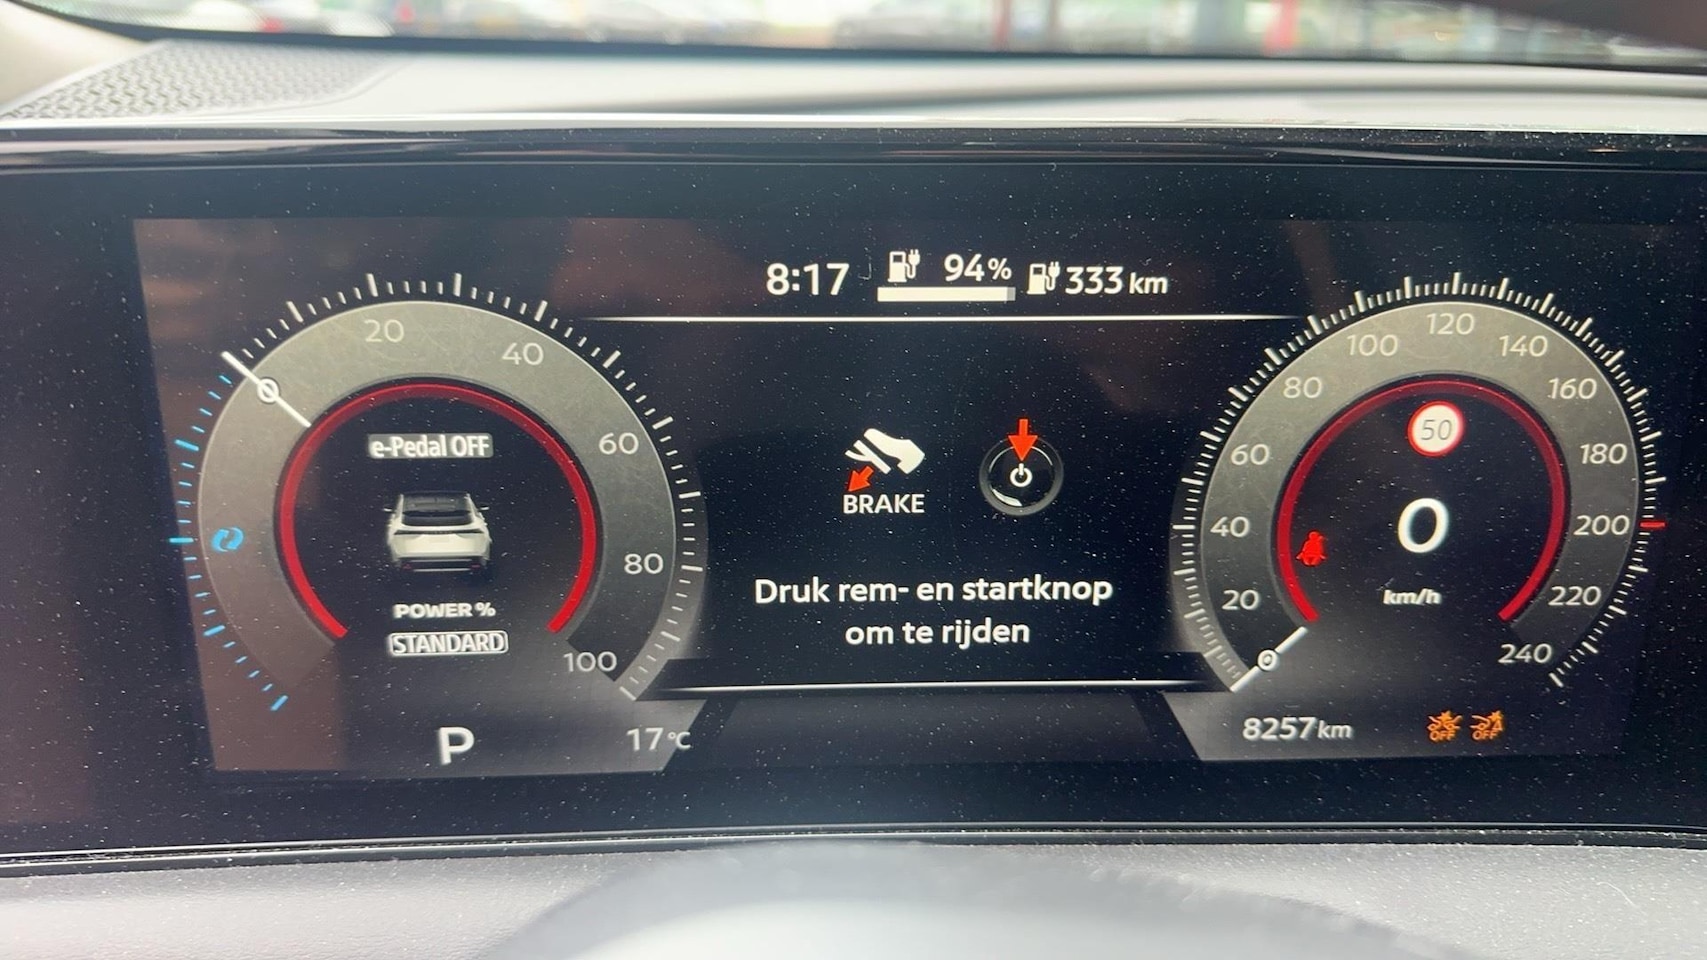 8:17 94% 333 km
20
40
60
80
100
0
e-Pedal OFF
POWER %
STANDARD
P
17°C
BRAKE
Druk rem- en startknop
om te rijden
0
20
40
60
80
100
120
140
160
180
200
220
240
50
0
km/h
8257 km
OFF OFF